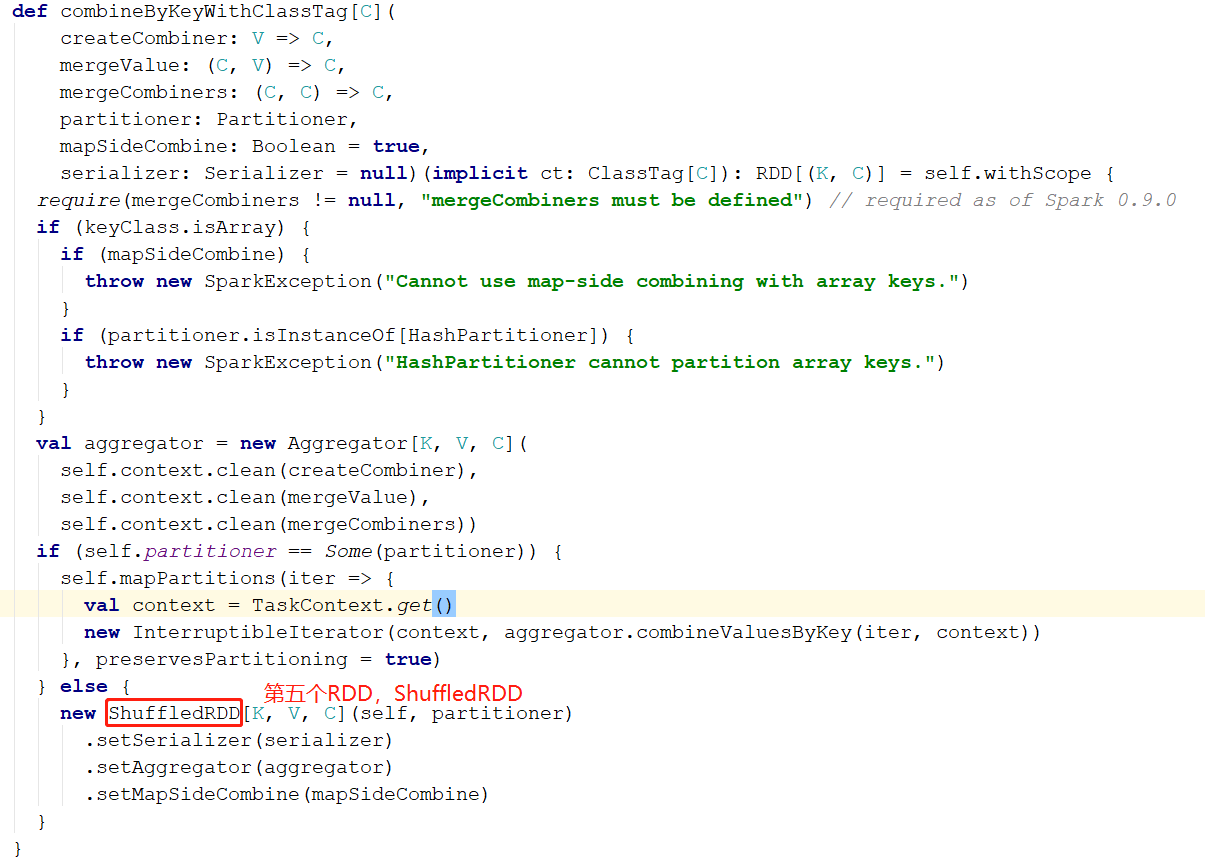 def combineByKeyWithClassTag[C](
    createCombiner: V => C,
    mergeValue: (C, V) => C,
    mergeCombiners: (C, C) => C,
    partitioner: Partitioner,
    mapSideCombine: Boolean = true,
    serializer: Serializer = null)(implicit ct: ClassTag[C]): RDD[(K, C)] = self.withScope {
  require(mergeCombiners != null, "mergeCombiners must be defined") // required as of Spark 0.9.0
  if (keyClass.isArray) {
    if (mapSideCombine) {
      throw new SparkException("Cannot use map-side combining with array keys.")
    }
    if (partitioner.isInstanceOf[HashPartitioner]) {
      throw new SparkException("HashPartitioner cannot partition array keys.")
    }
  }
  val aggregator = new Aggregator[K, V, C](
    self.context.clean(createCombiner),
    self.context.clean(mergeValue),
    self.context.clean(mergeCombiners))
  if (self.partitioner == Some(partitioner)) {
    self.mapPartitions(iter => {
      val context = TaskContext.get()
      new InterruptibleIterator(context, aggregator.combineValuesByKey(iter, context))
    }, preservesPartitioning = true)
  } else {
第五个RDD，ShuffledRDD
    new ShuffledRDD[K, V, C](self, partitioner)
      .setSerializer(serializer)
      .setAggregator(aggregator)
      .setMapSideCombine(mapSideCombine)
  }
}